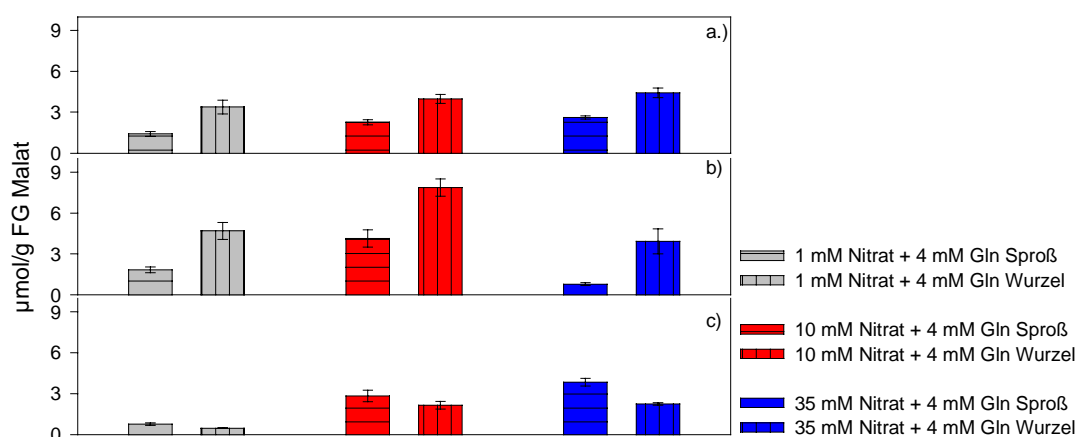 9
6
3
0
a.)
9
6
3
0
b)
9
6
3
0
c)
µmol/g FG Malat
1 mM Nitrat + 4 mM Gln Sproß
1 mM Nitrat + 4 mM Gln Wurzel
10 mM Nitrat + 4 mM Gln Sproß
10 mM Nitrat + 4 mM Gln Wurzel
35 mM Nitrat + 4 mM Gln Sproß
35 mM Nitrat + 4 mM Gln Wurzel